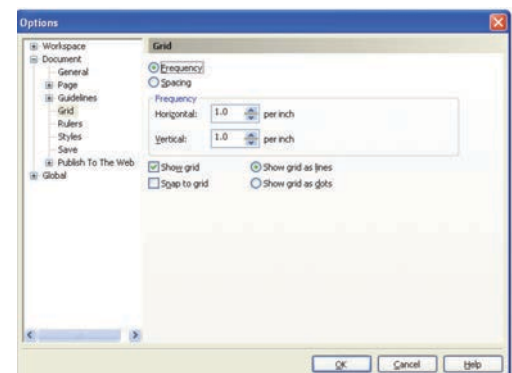 Options
Workspace
Document
General
Page
Guidelines
Grid
Rulers
Styles
Save
Publish To The Web
Global
Grid
Frequency
Spacing
Frequency
Horizontal: 1.0 per inch
Vertical: 1.0 per inch
Show grid
Show grid as lines
Snap to grid
Show grid as dots
OK
Cancel
Help